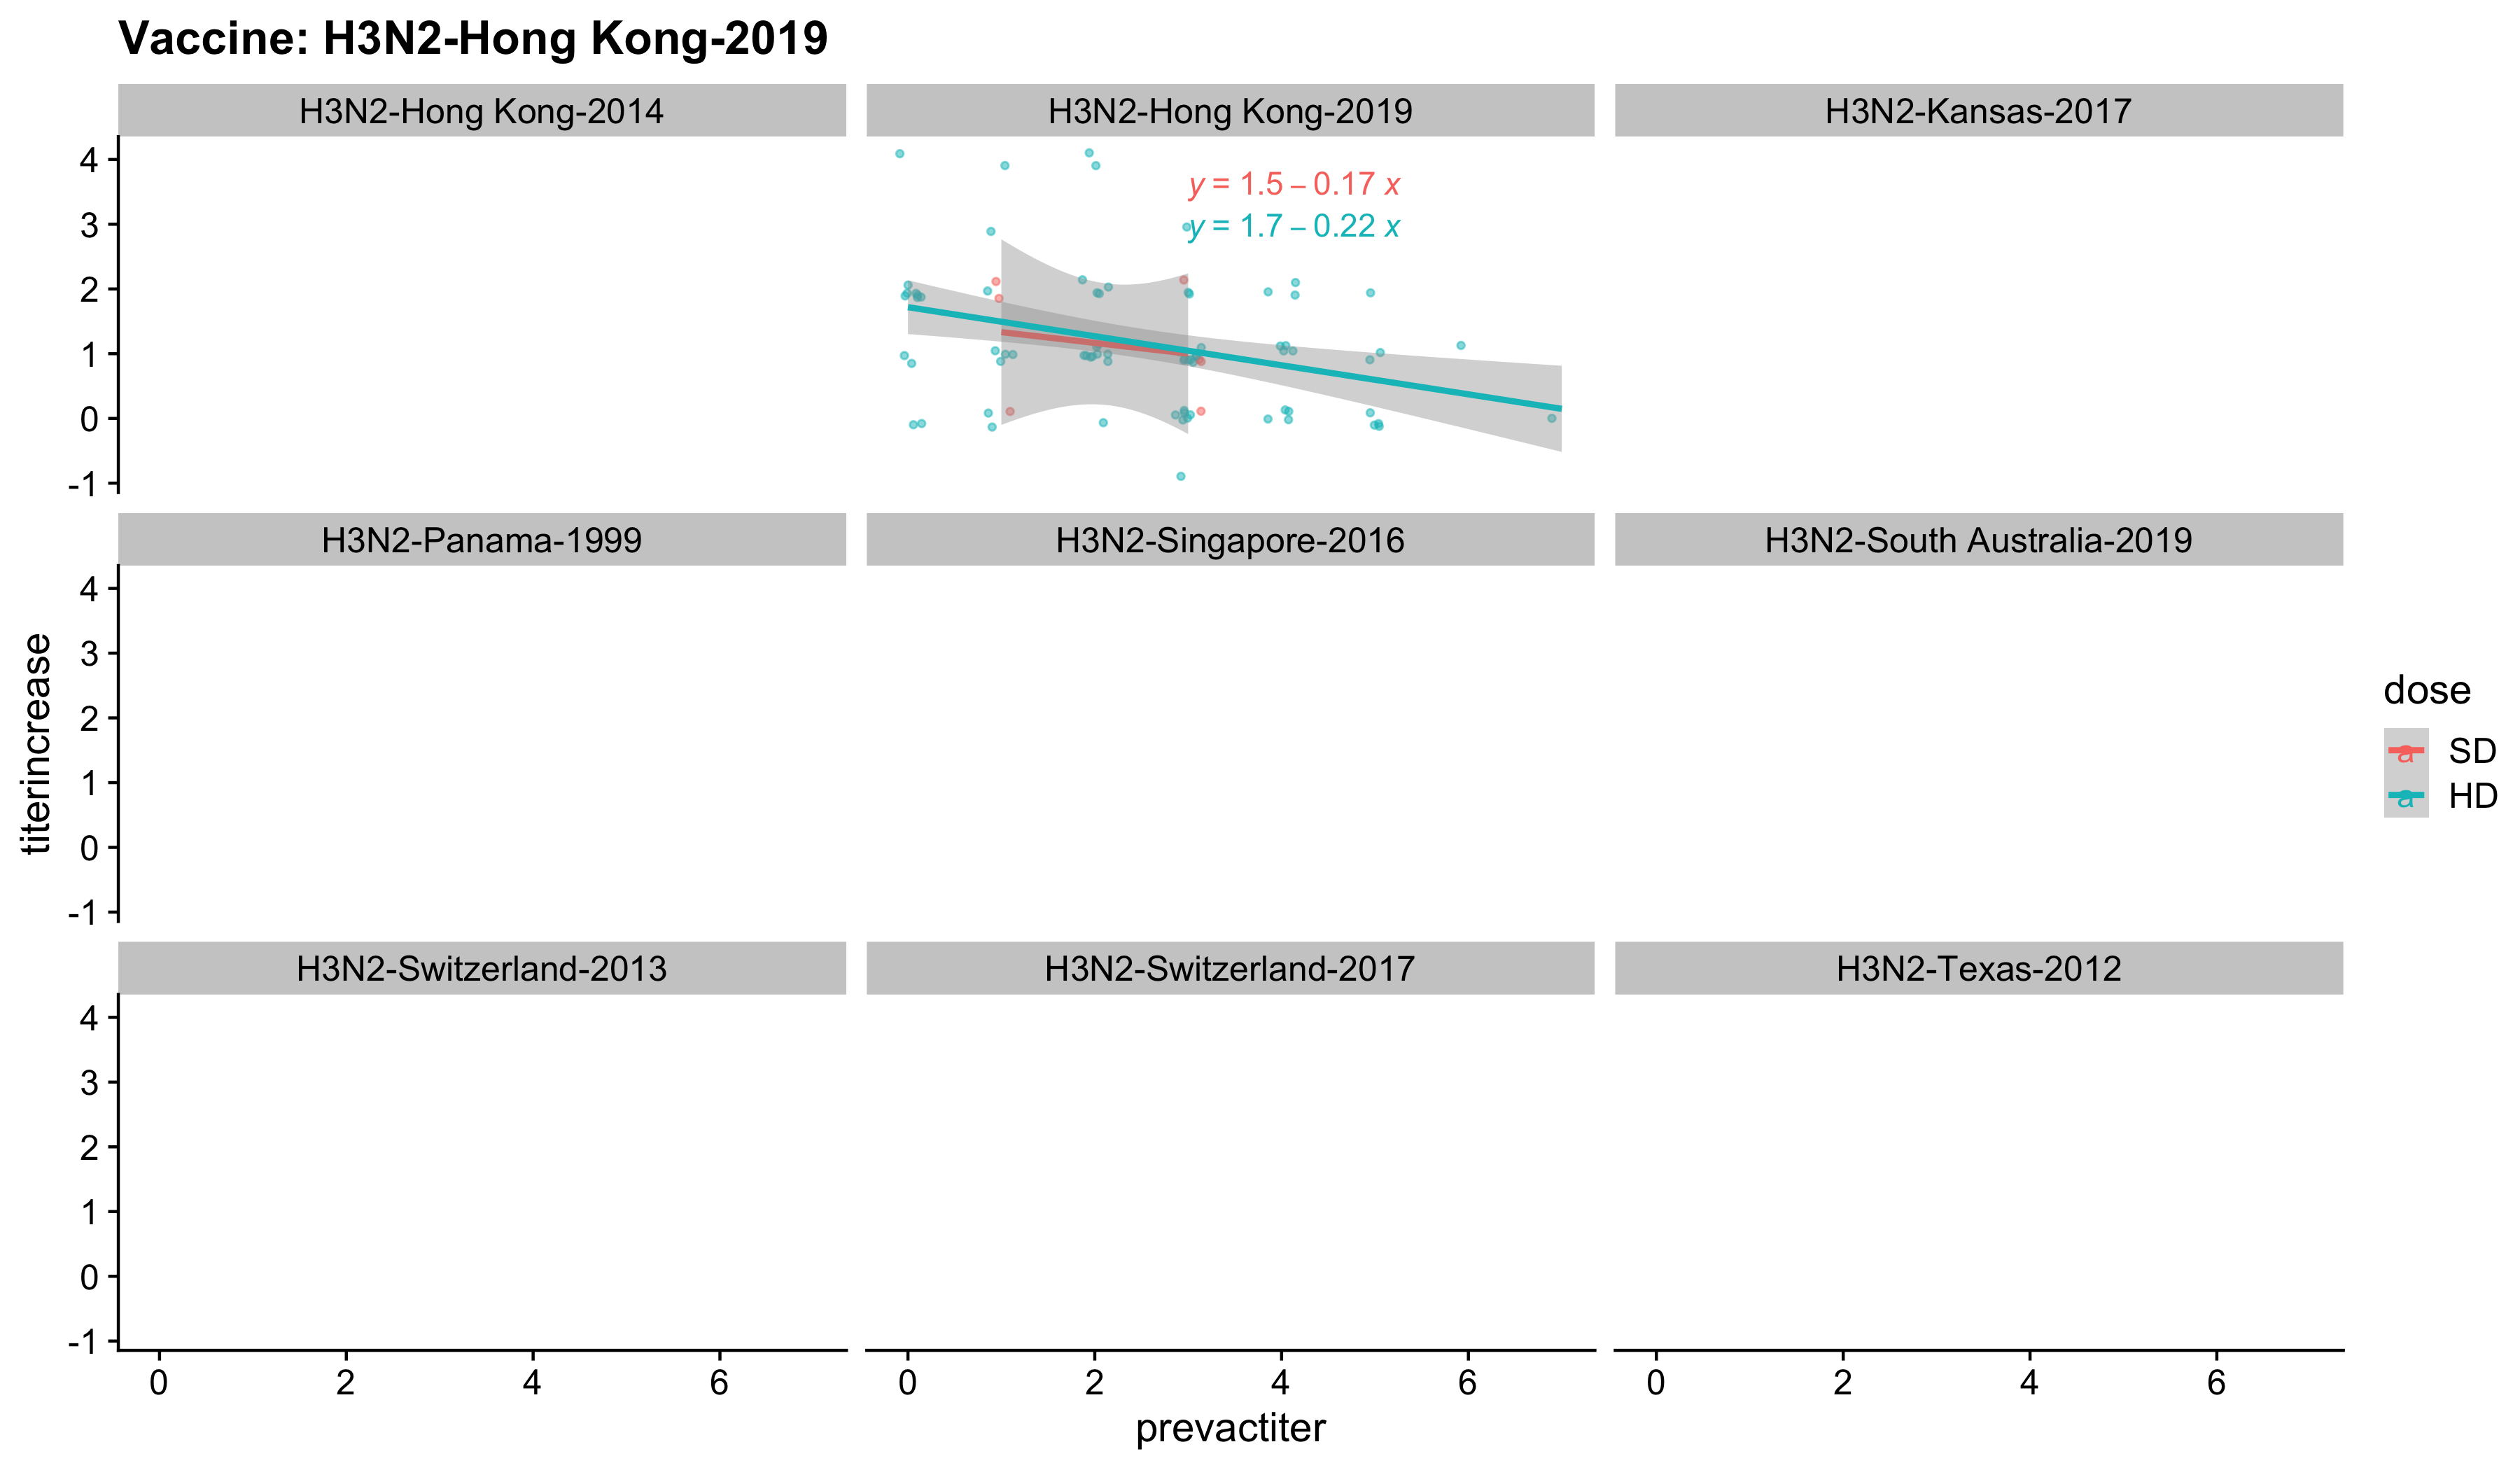 Vaccine: H3N2-Hong Kong-2019
H3N2-Hong Kong-2014
H3N2-Hong Kong-2019
H3N2-Kansas-2017
4
3
2
1
0
-1
y = 1.5 – 0.17 x
y = 1.7 – 0.22 x
H3N2-Panama-1999
H3N2-Singapore-2016
H3N2-South Australia-2019
4
3
2
1
0
-1
titerincrease
dose
a SD
a HD
H3N2-Switzerland-2013
H3N2-Switzerland-2017
H3N2-Texas-2012
4
3
2
1
0
-1
0 2 4 6
0 2 4 6
0 2 4 6
prevactiter